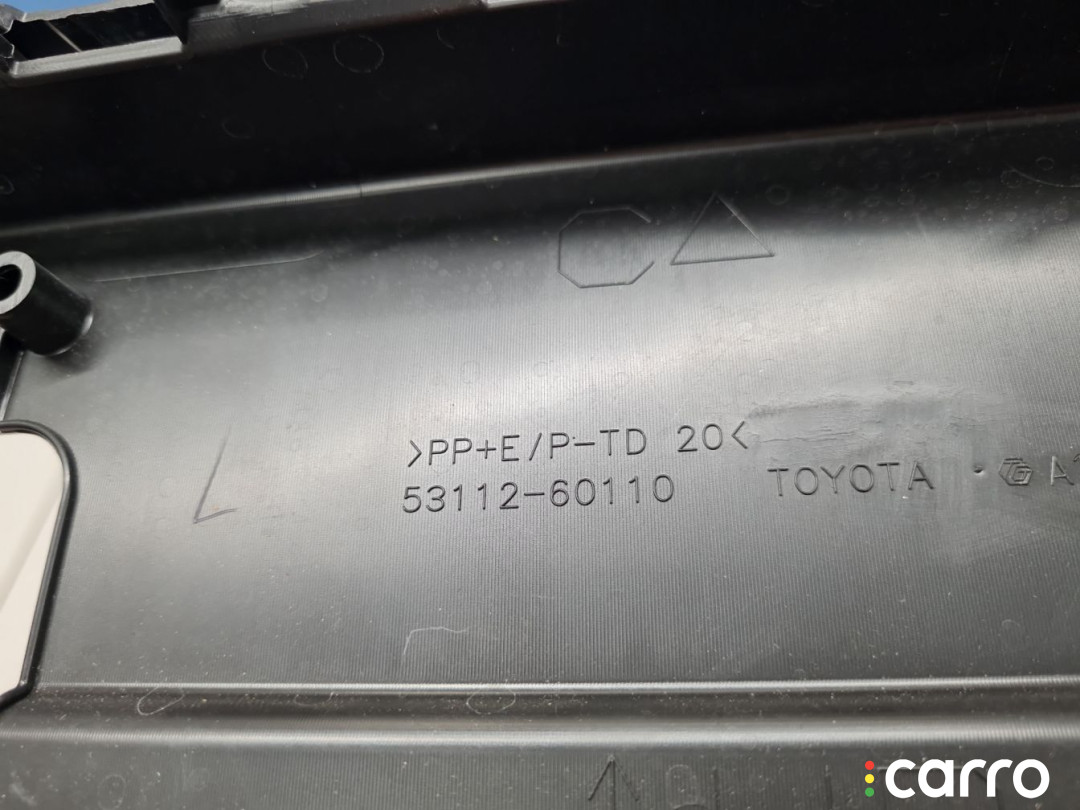 >PP+E/P-TD 20<
53112-60110
TOYOTA
carro